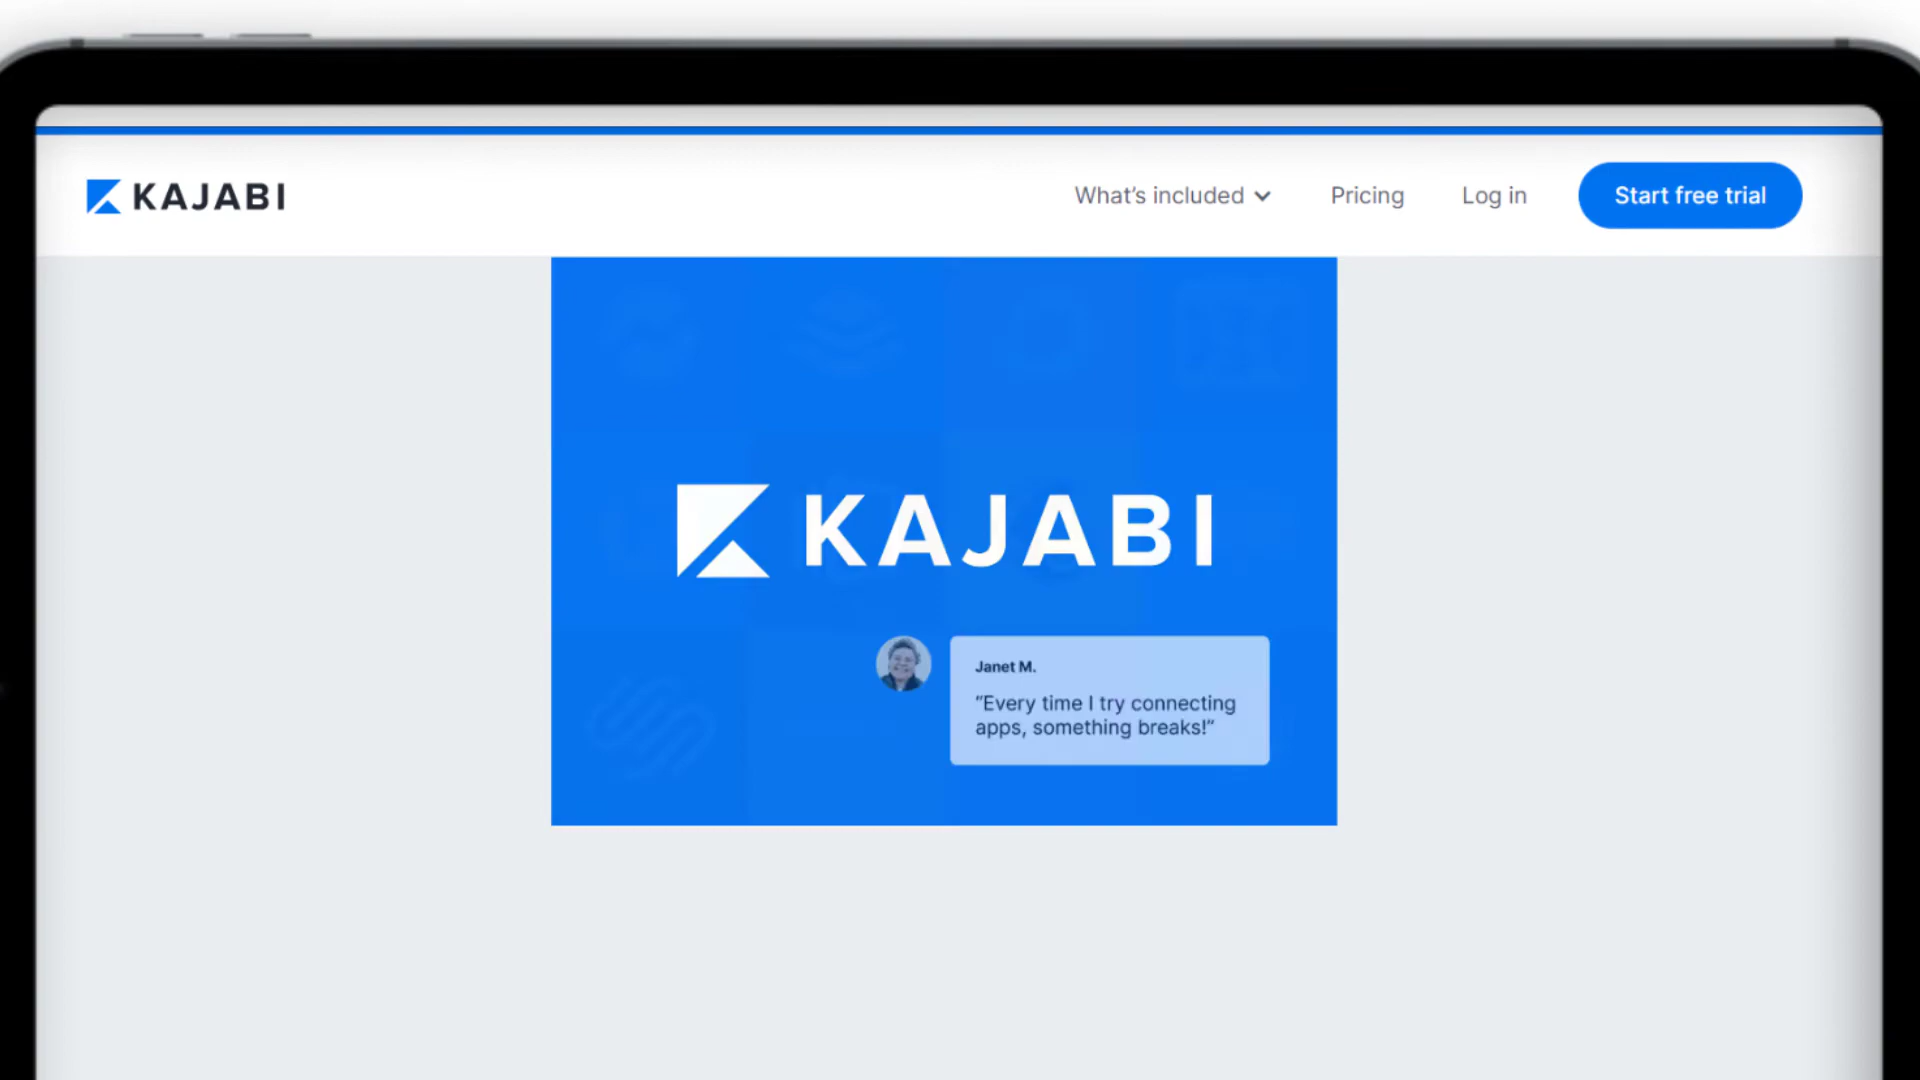 KAJABI
What's included
Pricing
Log in
Start free trial
KAJABI
Janet M.
“Every time I try connecting
apps, something breaks!”